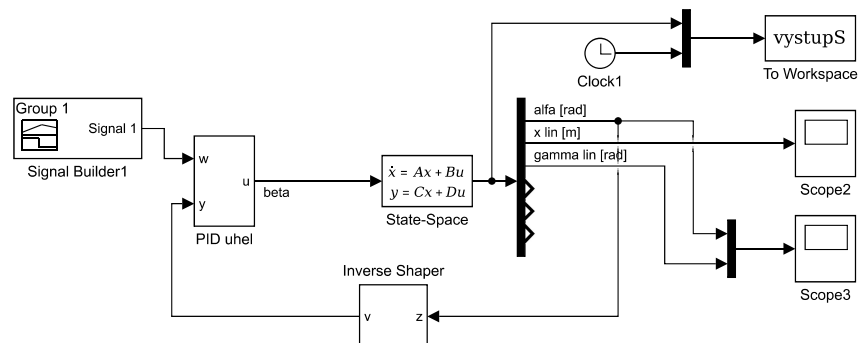 vystupS
To Workspace
Clock1
Group 1
Signal 1
Signal Builder1
w
y
u
PID uhel
beta
ẋ = Ax + Bu
y = Cx + Du
State-Space
alfa [rad]
x lin [m]
gamma lin [rad]
Scope2
Scope3
Inverse Shaper
v
z